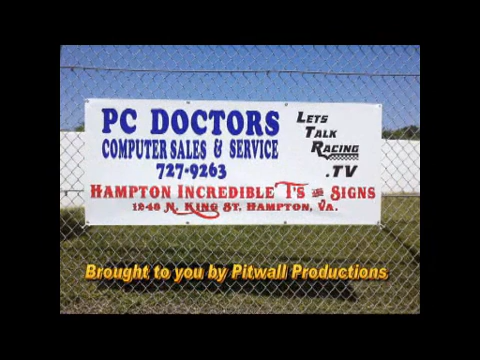 PC DOCTORS
COMPUTER SALES & SERVICE
727-9263
LETS
TALK
RACING
.TV
HAMPTON INCREDIBLE T'S AND SIGNS
1248 N. KING ST, HAMPTON, VA.
Brought to you by Pitwall Productions